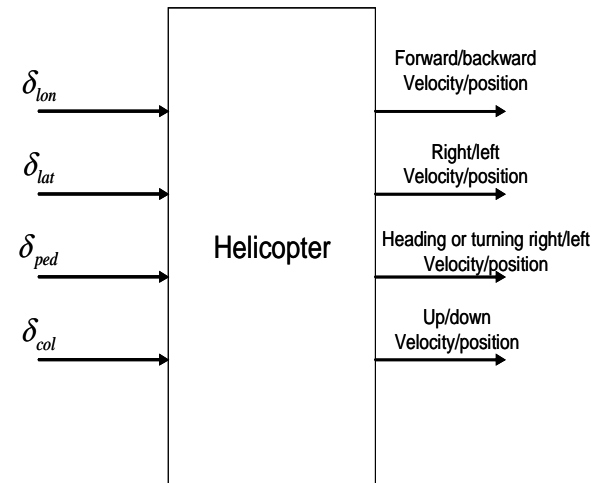 Forward/backward
Velocity/position
δlon
Right/left
Velocity/position
δlat
Heading or turning right/left
Velocity/position
δped
Helicopter
Up/down
Velocity/position
δcol